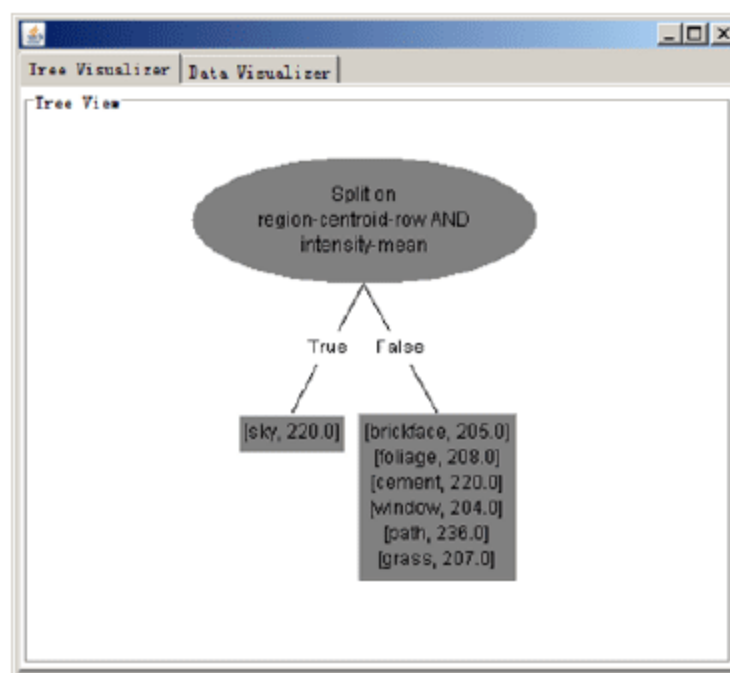 Tree Visualizer
Data Visualizer
Tree View
Split on
region-centroid-row AND
intensity-mean
True
False
[sky, 220.0]
[brickface, 205.0]
[foliage, 208.0]
[cement, 220.0]
[window, 204.0]
[path, 236.0]
[grass, 207.0]